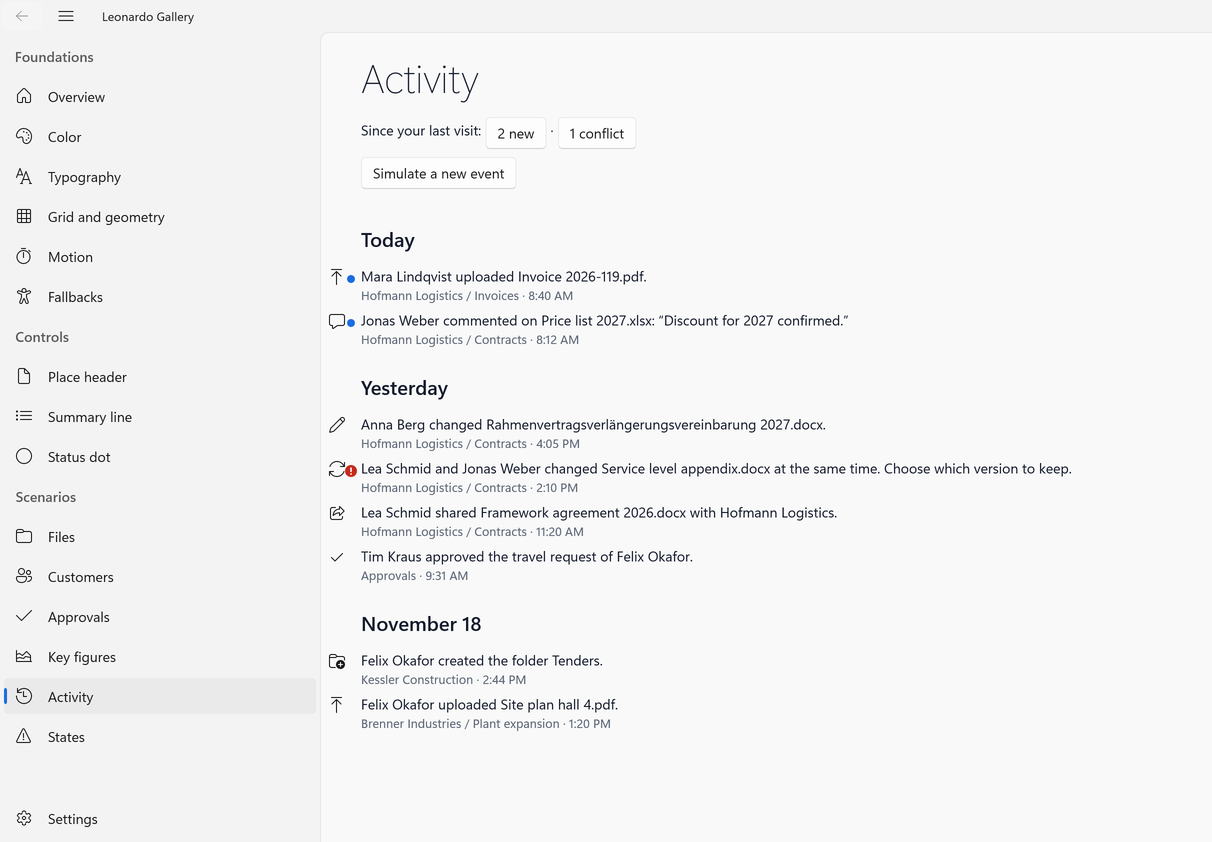 Leonardo Gallery
Foundations
Overview
Color
Typography
Grid and geometry
Motion
Fallbacks
Controls
Place header
Summary line
Status dot
Scenarios
Files
Customers
Approvals
Key figures
Activity
States
Settings
Activity
Since your last visit: 2 new · 1 conflict
Simulate a new event
Today
Mara Lindqvist uploaded Invoice 2026-119.pdf.
Hofmann Logistics / Invoices · 8:40 AM
Jonas Weber commented on Price list 2027.xlsx: “Discount for 2027 confirmed.”
Hofmann Logistics / Contracts · 8:12 AM
Yesterday
Anna Berg changed Rahmenvertragsverlängerungsvereinbarung 2027.docx.
Hofmann Logistics / Contracts · 4:05 PM
Lea Schmid and Jonas Weber changed Service level appendix.docx at the same time. Choose which version to keep.
Hofmann Logistics / Contracts · 2:10 PM
Lea Schmid shared Framework agreement 2026.docx with Hofmann Logistics.
Hofmann Logistics / Contracts · 11:20 AM
Tim Kraus approved the travel request of Felix Okafor.
Approvals · 9:31 AM
November 18
Felix Okafor created the folder Tenders.
Kessler Construction · 2:44 PM
Felix Okafor uploaded Site plan hall 4.pdf.
Brenner Industries / Plant expansion · 1:20 PM